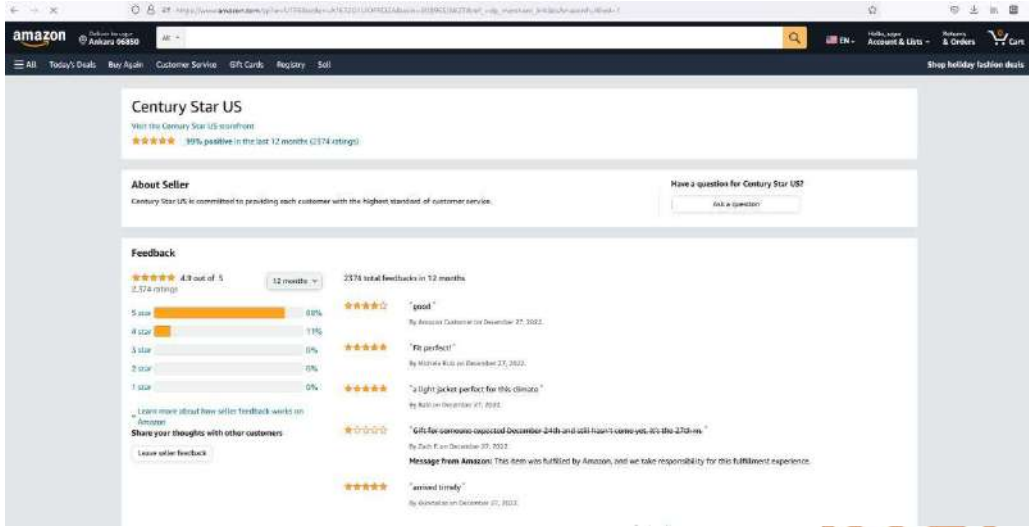 amazon
Ankara 06850
All
EN
Account & Lists
Returns
& Orders
Cart
All Today's Deals Buy Again Customer Service Gift Cards Registry Sell
Shop holiday fashion deals
Century Star US
Visit the Century Star US storefront
99% positive in the last 12 months (2374 ratings)
About Seller
Century Star US is committed to providing each customer with the highest standard of customer service.
Have a question for Century Star US?
Ask a question
Feedback
4.9 out of 5
2,374 ratings
12 months
5 star 88%
4 star 11%
3 star 0%
2 star 0%
1 star 0%
Learn more about how seller feedback works on
Amazon
Share your thoughts with other customers
Leave seller feedback
2374 total feedbacks in 12 months
"good"
By Amazon Customer on December 27, 2022.
"Fit perfect!"
on December 27, 2022.
"a light jacket perfect for this climate"
on December 27, 2022.
"Gift for someone expected December 24th and still hasn't come yet, it's the 27th
By Zach on December 27, 2022.
Message from Amazon: This item was fulfilled by Amazon, and we take responsibility for this fulfillment experience.
"arrived timely"
on December 27, 2022.